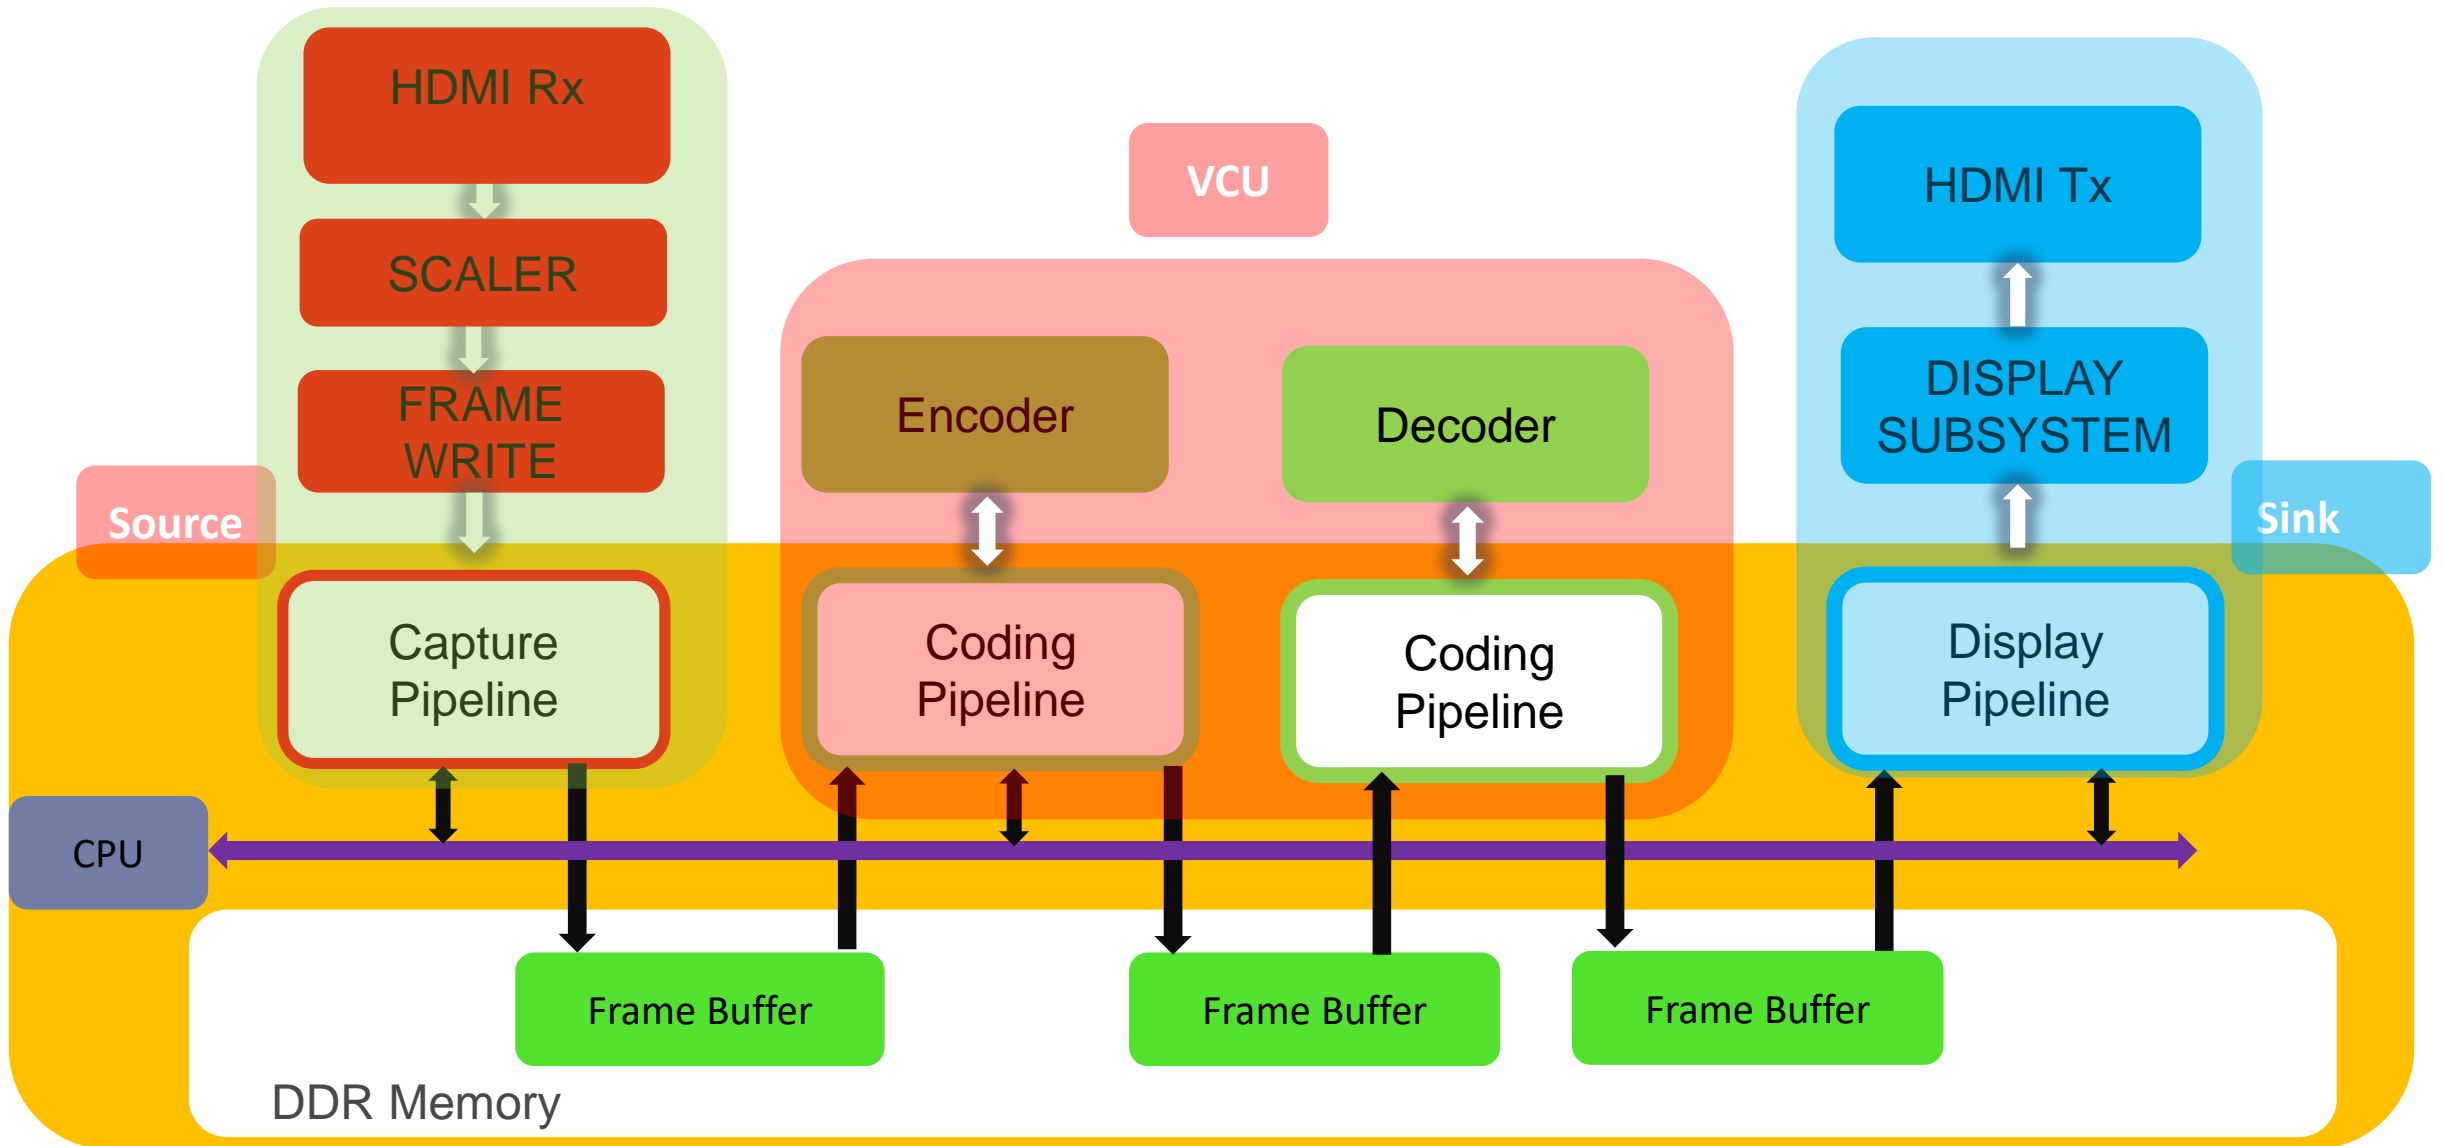 HDMI Rx
SCALER
FRAME
WRITE
Source
Capture
Pipeline
VCU
Encoder
Decoder
Coding
Pipeline
Coding
Pipeline
HDMI Tx
DISPLAY
SUBSYSTEM
Sink
Display
Pipeline
CPU
Frame Buffer
Frame Buffer
Frame Buffer
DDR Memory